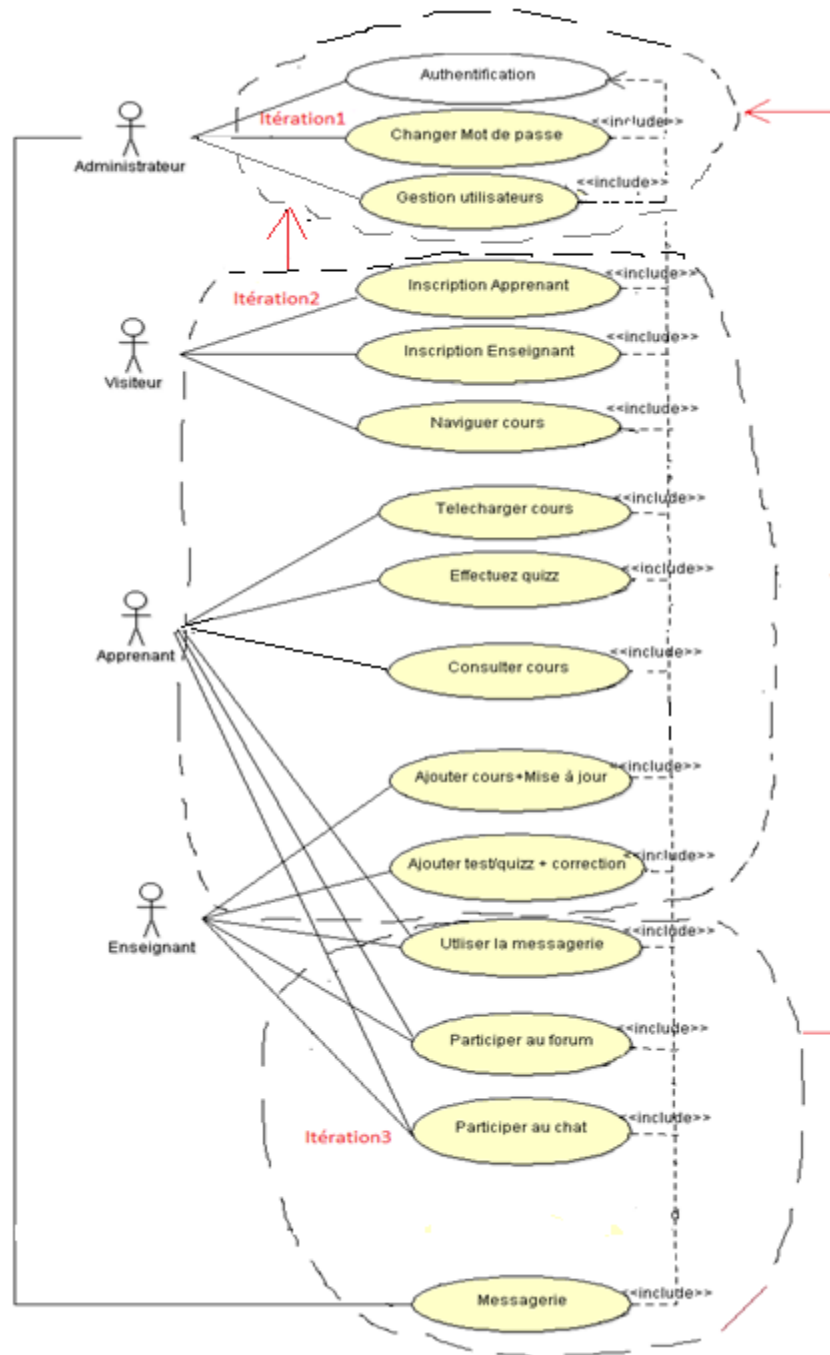 Authentification
<<include>>
Itération1
Changer Mot de passe
Administrateur
<<include>>
Gestion utilisateurs
<<include>>
Inscription Apprenant
Itération2
<<include>>
Inscription Enseignant
Visiteur
<<include>>
Naviguer cours
<<include>>
Telecharger cours
<<include>>
Effectuez quizz
Apprenant
<<include>>
Consulter cours
<<include>>
Ajouter cours+Mise à jour
<<include>>
Ajouter test/quizz + correction
<<include>>
Utliser la messagerie
Enseignant
<<include>>
Participer au forum
<<include>>
Participer au chat
Itération3
d
<<include>>
Messagerie